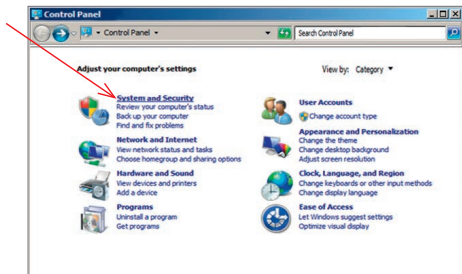 Control Panel
Control Panel
Search Control Panel
Adjust your computer's settings
View by: Category
System and Security
Review your computer's status
Back up your computer
Find and fix problems
Network and Internet
View network status and tasks
Choose homegroup and sharing options
Hardware and Sound
View devices and printers
Add a device
Programs
Uninstall a program
Get programs
User Accounts
Change account type
Appearance and Personalization
Change the theme
Change desktop background
Adjust screen resolution
Clock, Language, and Region
Change keyboards or other input methods
Change display language
Ease of Access
Let Windows suggest settings
Optimize visual display